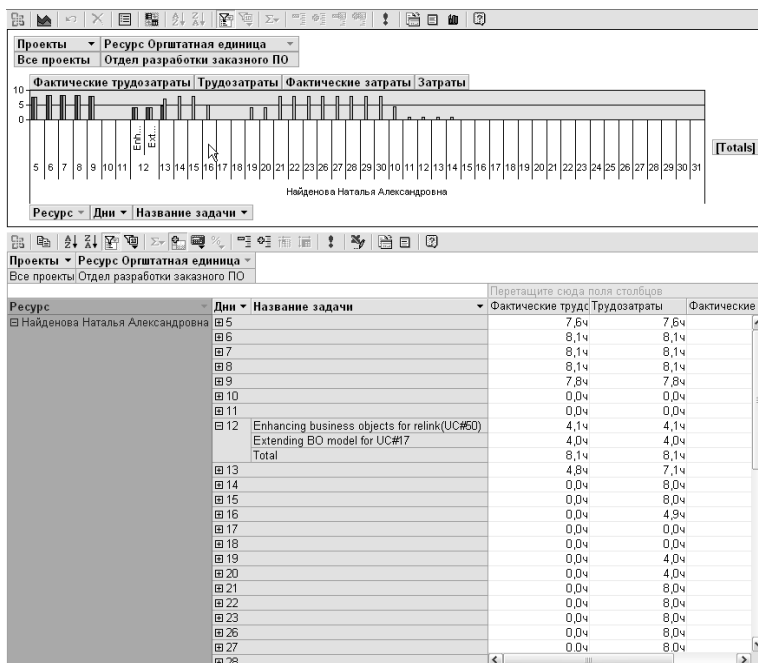 Проекты Ресурс Оргштатная единица
Все проекты Отдел разработки заказного ПО
Фактические трудозатраты Трудозатраты Фактические затраты Затраты
10
5
0
Enh... Ext...
5 6 7 8 9 10 11 12 13 14 15 16 17 18 19 20 21 22 23 26 27 28 29 30 10 11 12 13 14 15 16 17 18 19 20 21 22 23 24 25 26 27 28 29 30 31
[Totals]
Найденова Наталья Александровна
Ресурс Дни Название задачи
Проекты Ресурс Оргштатная единица
Все проекты Отдел разработки заказного ПО
Перетащите сюда поля столбцов
Ресурс Дни Название задачи Фактические трудо Трудозатраты Фактические
Найденова Наталья Александровна 5 7,6ч 7,6ч
6 8,1ч 8,1ч
7 8,1ч 8,1ч
8 8,1ч 8,1ч
9 7,8ч 7,8ч
10 0,0ч 0,0ч
11 0,0ч 0,0ч
12 Enhancing business objects for relink(UC#50) 4,1ч 4,1ч
Extending BO model for UC#17 4,0ч 4,0ч
Total 8,1ч 8,1ч
13 4,8ч 7,1ч
14 0,0ч 8,0ч
15 0,0ч 8,0ч
16 0,0ч 4,9ч
17 0,0ч 0,0ч
18 0,0ч 0,0ч
19 0,0ч 4,0ч
20 0,0ч 4,0ч
21 0,0ч 8,0ч
22 0,0ч 8,0ч
23 0,0ч 8,0ч
26 0,0ч 8,0ч
27 0,0ч 8,0ч
28